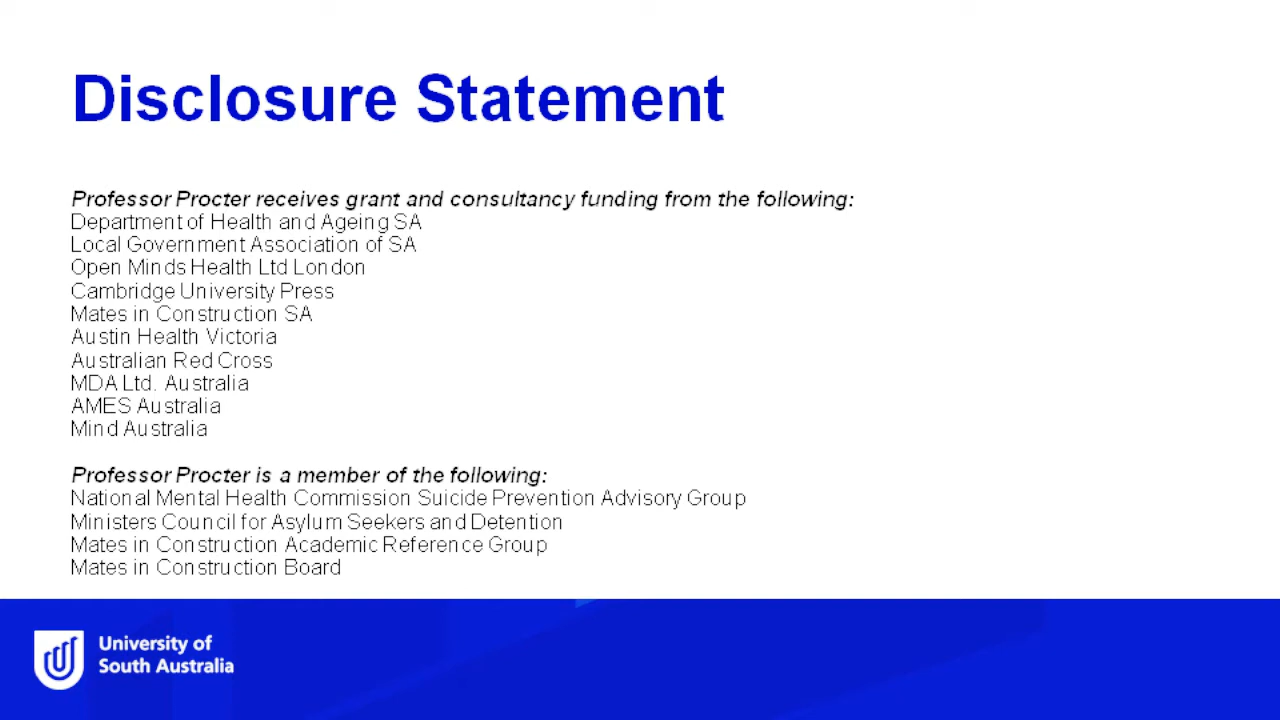 Disclosure Statement
Professor Procter receives grant and consultancy funding from the following:
Department of Health and Ageing SA
Local Government Association of SA
Open Minds Health Ltd London
Cambridge University Press
Mates in Construction SA
Austin Health Victoria
Australian Red Cross
MDA Ltd. Australia
AMES Australia
Mind Australia
Professor Procter is a member of the following:
National Mental Health Commission Suicide Prevention Advisory Group
Ministers Council for Asylum Seekers and Detention
Mates in Construction Academic Reference Group
Mates in Construction Board
University of
South Australia